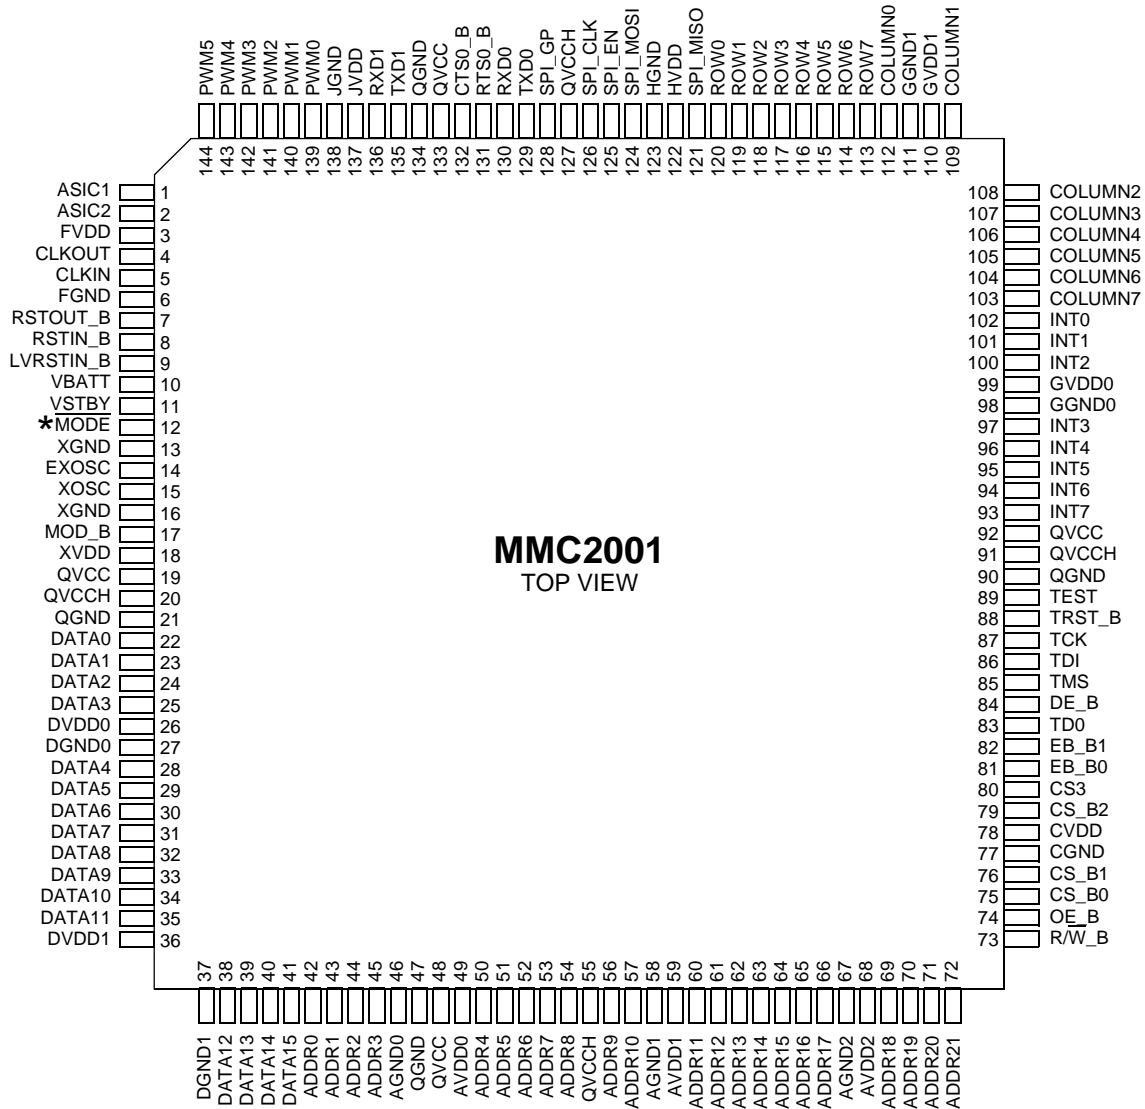 PWM5
PWM4
PWM3
PWM2
PWM1
PWM0
JGND
JVDD
RXD1
TXD1
QGND
QVCC
CTS0_B
RTS0_B
RXD0
TXD0
SPI_GP
QVCCH
SPI_CLK
SPI_EN
SPI_MOSI
HGND
HVDD
SPI_MISO
ROW0
ROW1
ROW2
ROW3
ROW4
ROW5
ROW6
ROW7
COLUMN0
GGND1
GVDD1
COLUMN1
144
143
142
141
140
139
138
137
136
135
134
133
132
131
130
129
128
127
126
125
124
123
122
121
120
119
118
117
116
115
114
113
112
111
110
109
ASIC1 1
ASIC2 2
FVDD 3
CLKOUT 4
CLKIN 5
FGND 6
RSTOUT_B 7
RSTIN_B 8
LVRSTIN_B 9
VBATT 10
VSTBY 11
*MODE 12
XGND 13
EXOSC 14
XOSC 15
XGND 16
MOD_B 17
XVDD 18
QVCC 19
QVCCH 20
QGND 21
DATA0 22
DATA1 23
DATA2 24
DATA3 25
DVDD0 26
DGND0 27
DATA4 28
DATA5 29
DATA6 30
DATA7 31
DATA8 32
DATA9 33
DATA10 34
DATA11 35
DVDD1 36
MMC2001
TOP VIEW
108 COLUMN2
107 COLUMN3
106 COLUMN4
105 COLUMN5
104 COLUMN6
103 COLUMN7
102 INT0
101 INT1
100 INT2
99 GVDD0
98 GGND0
97 INT3
96 INT4
95 INT5
94 INT6
93 INT7
92 QVCC
91 QVCCH
90 QGND
89 TEST
88 TRST_B
87 TCK
86 TDI
85 TMS
84 DE_B
83 TD0
82 EB_B1
81 EB_B0
80 CS3
79 CS_B2
78 CVDD
77 CGND
76 CS_B1
75 CS_B0
74 OE_B
73 R/W_B
37
38
39
40
41
42
43
44
45
46
47
48
49
50
51
52
53
54
55
56
57
58
59
60
61
62
63
64
65
66
67
68
69
70
71
72
DGND1
DATA12
DATA13
DATA14
DATA15
ADDR0
ADDR1
ADDR2
ADDR3
AGND0
QGND
QVCC
AVDD0
ADDR4
ADDR5
ADDR6
ADDR7
ADDR8
QVCCH
ADDR9
ADDR10
AGND1
AVDD1
ADDR11
ADDR12
ADDR13
ADDR14
ADDR15
ADDR16
ADDR17
AGND2
AVDD2
ADDR18
ADDR19
ADDR20
ADDR21